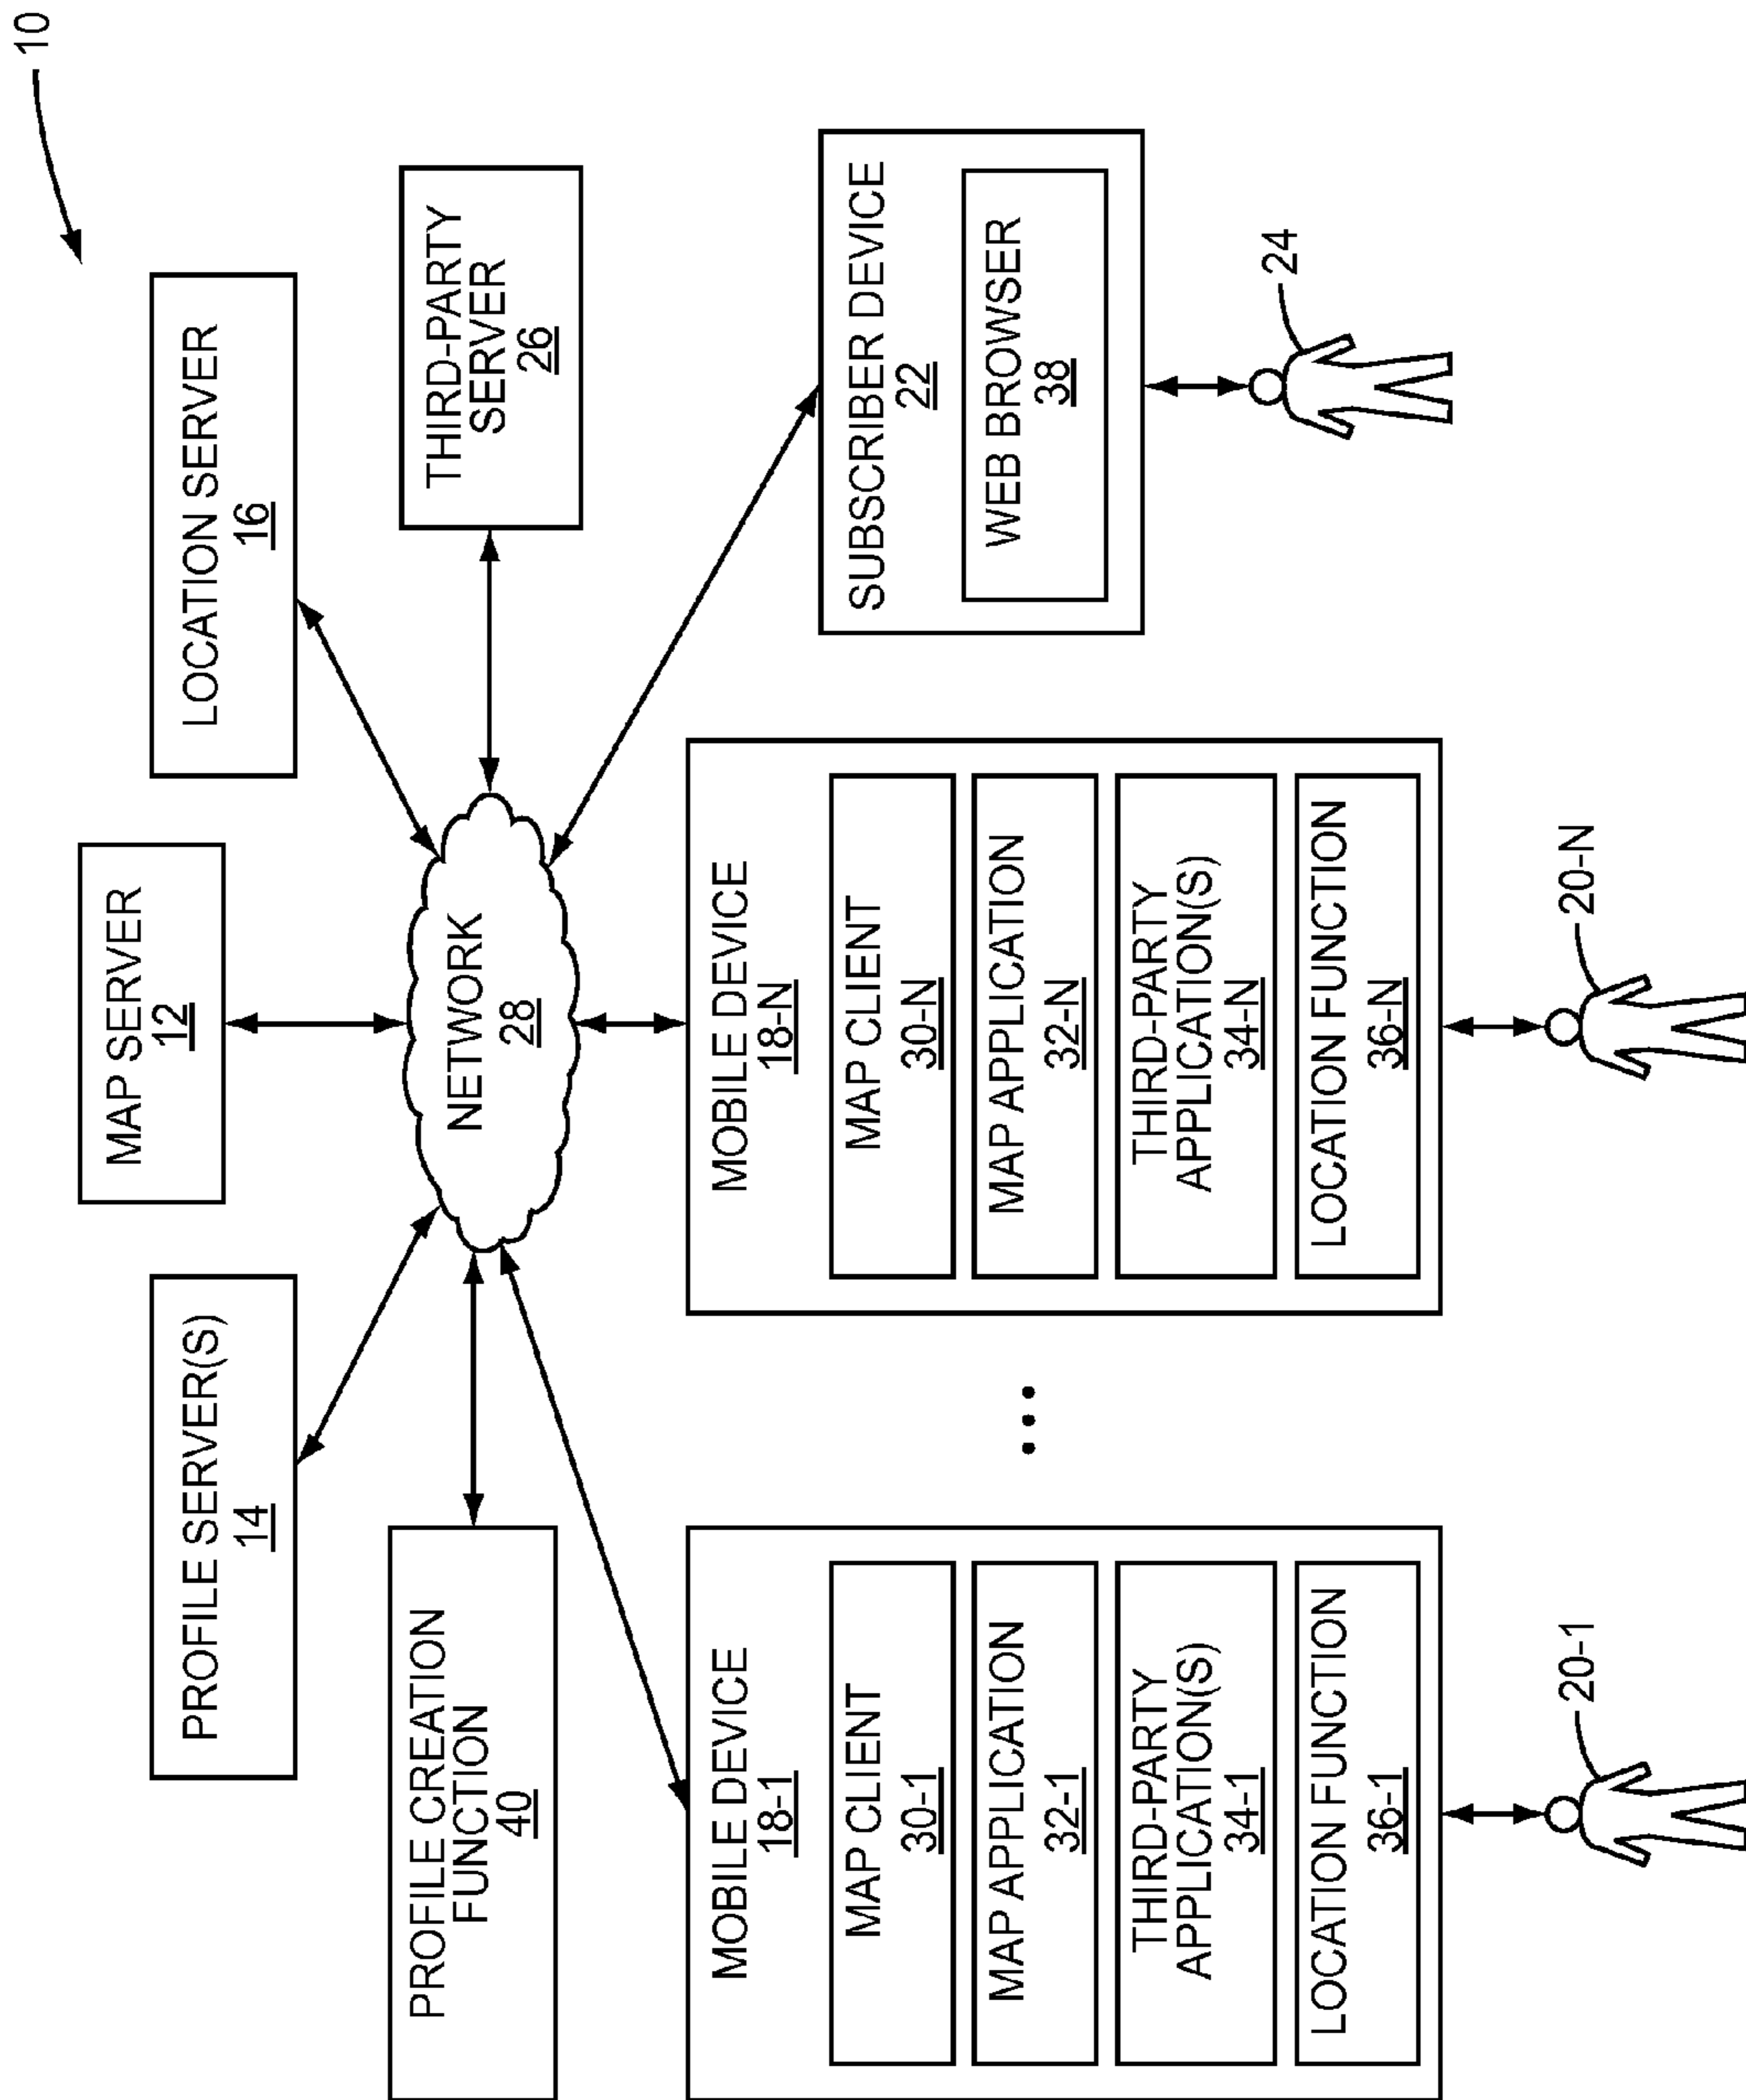 10
MAP SERVER
12
PROFILE SERVER(S)
14
LOCATION SERVER
16
PROFILE CREATION
FUNCTION
40
NETWORK
28
THIRD-PARTY
SERVER
26
MOBILE DEVICE
18-1
MAP CLIENT
30-1
MAP APPLICATION
32-1
THIRD-PARTY
APPLICATION(S)
34-1
LOCATION FUNCTION
36-1
20-1
...
MOBILE DEVICE
18-N
MAP CLIENT
30-N
MAP APPLICATION
32-N
THIRD-PARTY
APPLICATION(S)
34-N
LOCATION FUNCTION
36-N
20-N
SUBSCRIBER DEVICE
22
WEB BROWSER
38
24